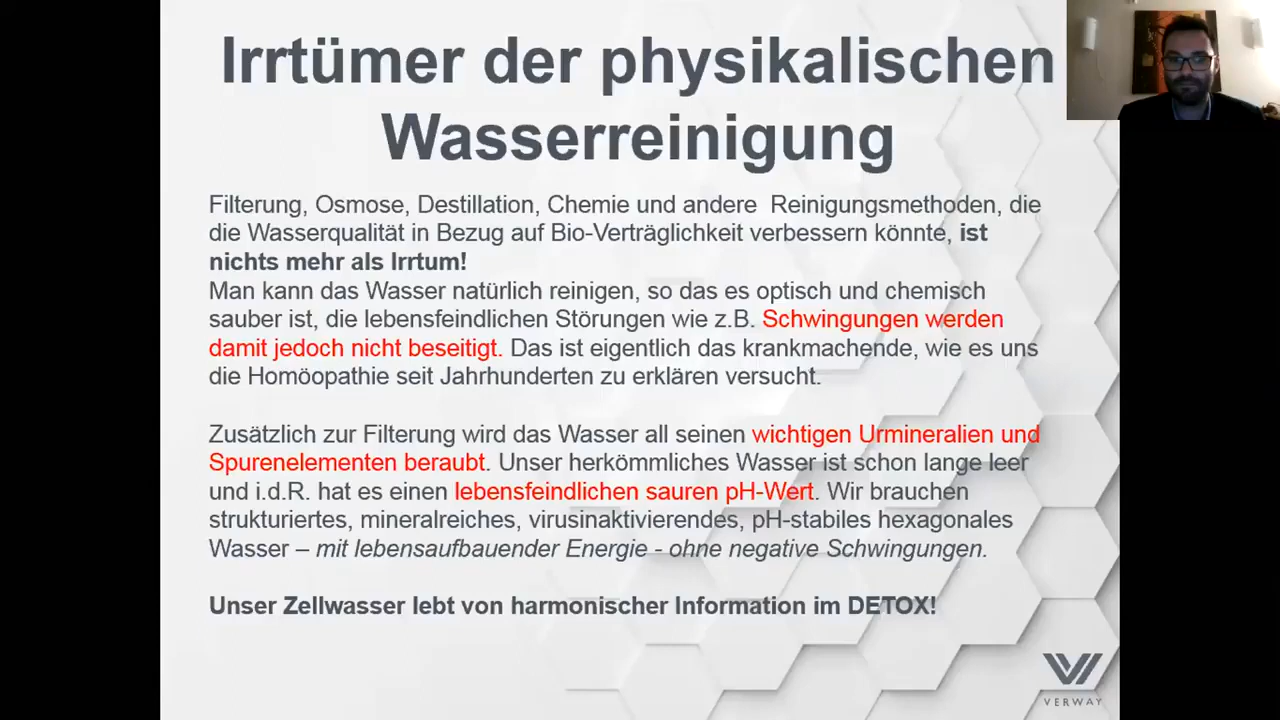 Irrtümer der physikalischen
Wasserreinigung
Filterung, Osmose, Destillation, Chemie und andere  Reinigungsmethoden, die
die Wasserqualität in Bezug auf Bio-Verträglichkeit verbessern könnte, ist
nichts mehr als Irrtum!
Man kann das Wasser natürlich reinigen, so das es optisch und chemisch
sauber ist, die lebensfeindlichen Störungen wie z.B. Schwingungen werden
damit jedoch nicht beseitigt. Das ist eigentlich das krankmachende, wie es uns
die Homöopathie seit Jahrhunderten zu erklären versucht.
Zusätzlich zur Filterung wird das Wasser all seinen wichtigen Urmineralien und
Spurenelementen beraubt. Unser herkömmliches Wasser ist schon lange leer
und i.d.R. hat es einen lebensfeindlichen sauren pH-Wert. Wir brauchen
strukturiertes, mineralreiches, virusinaktivierendes, pH-stabiles hexagonales
Wasser – mit lebensaufbauender Energie - ohne negative Schwingungen.
Unser Zellwasser lebt von harmonischer Information im DETOX!
VERWAY